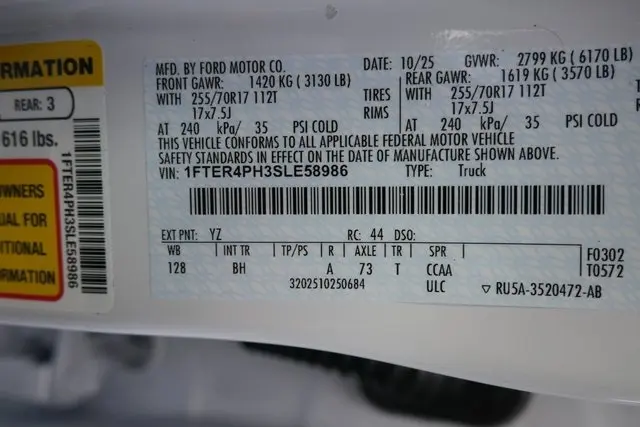 RMATION
REAR: 3
616 lbs.
WNERS
UAL FOR
ITIONAL
ORMATION
1FTER4PH3SLE58986
MFD. BY FORD MOTOR CO. DATE: 10/25 GVWR: 2799 KG (6170 LB)
FRONT GAWR: 1420 KG (3130 LB) REAR GAWR: 1619 KG (3570 LB)
WITH 255/70R17 112T TIRES WITH 255/70R17 112T
17x7.5J RIMS 17x7.5J
AT 240 kPa/ 35 PSI COLD AT 240 kPa/ 35 PSI COLD
THIS VEHICLE CONFORMS TO ALL APPLICABLE FEDERAL MOTOR VEHICLE
SAFETY STANDARDS IN EFFECT ON THE DATE OF MANUFACTURE SHOWN ABOVE.
VIN: 1FTER4PH3SLE58986 TYPE: Truck
EXT PNT: YZ RC: 44 DSO:
WB INT TR TP/PS R AXLE TR SPR F0302
128 BH A 73 T CCAA T0572
3202510250684 ULC ▽ RU5A-3520472-AB